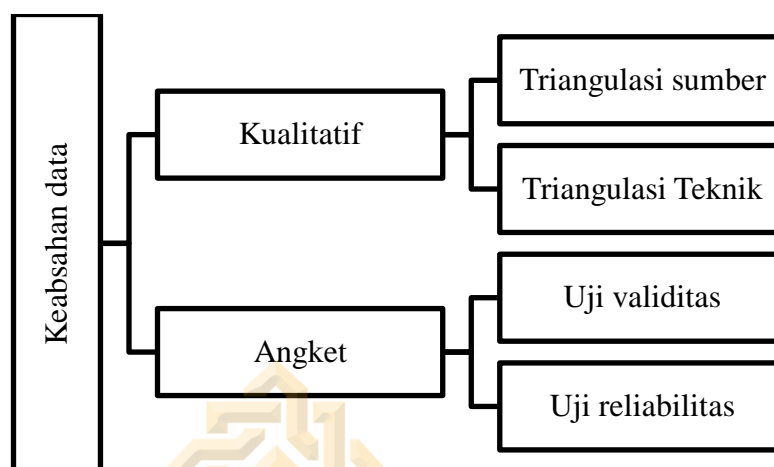 Keabsahan data
Kualitatif
Triangulasi sumber
Triangulasi Teknik
Angket
Uji validitas
Uji reliabilitas